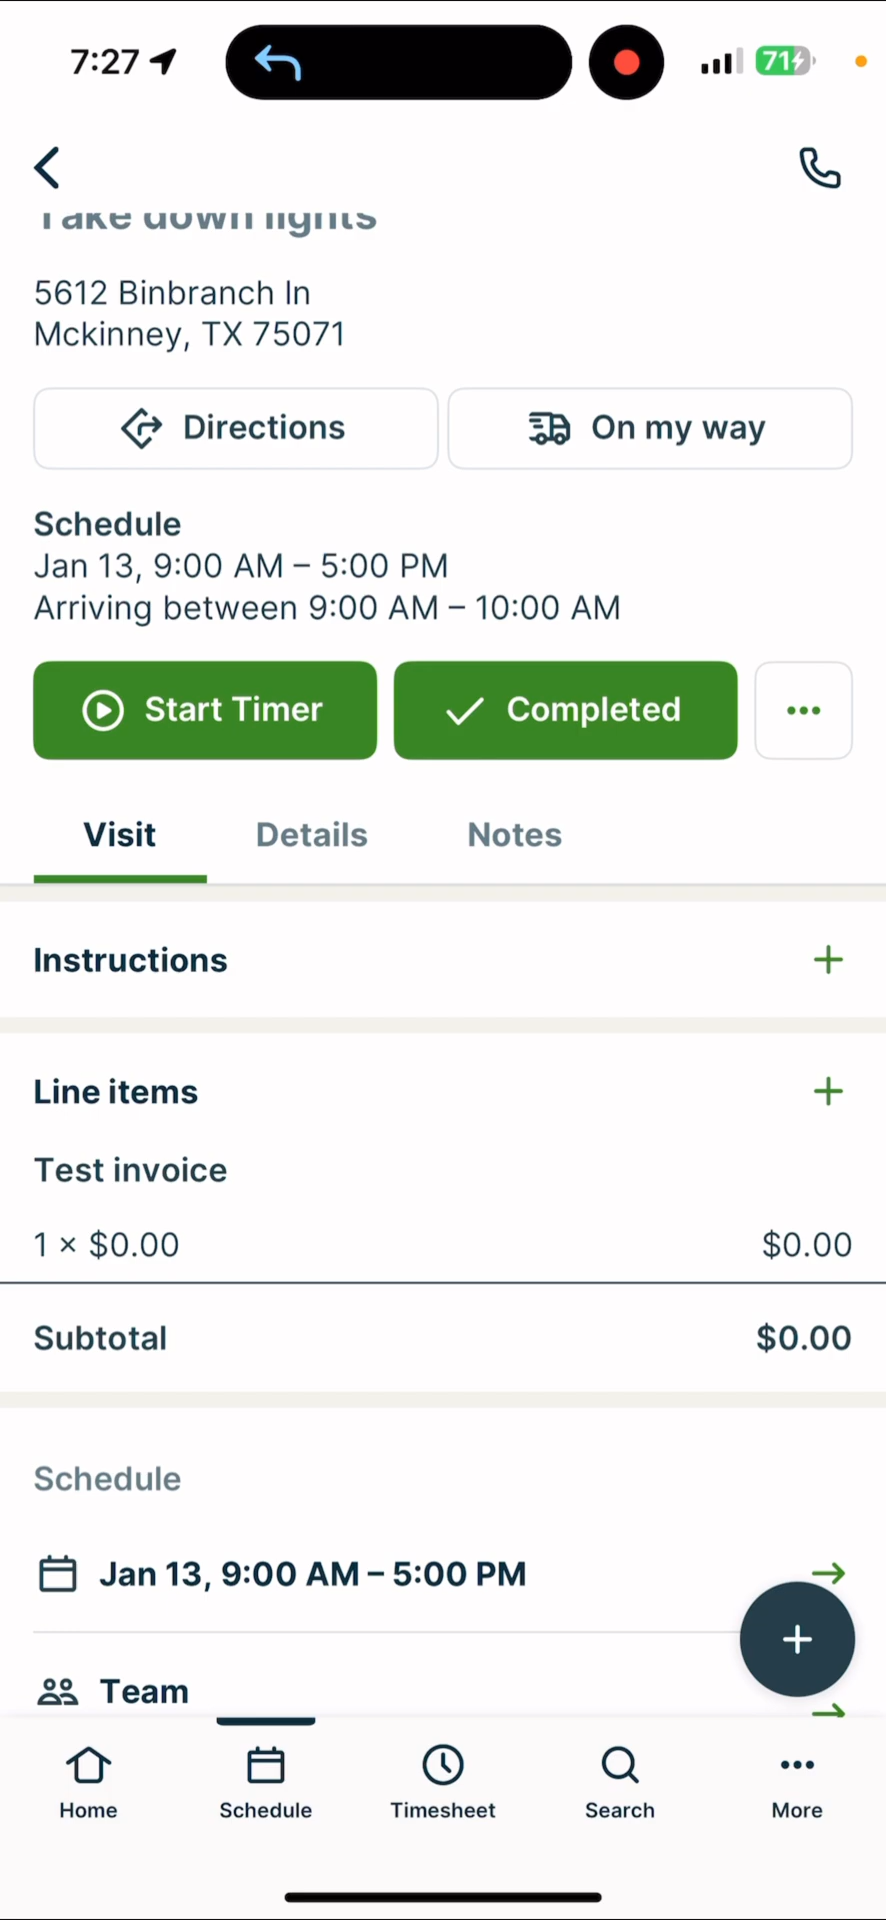 7:27
71
Take down lights
5612 Binbranch ln
Mckinney, TX 75071
Directions
On my way
Schedule
Jan 13, 9:00 AM – 5:00 PM
Arriving between 9:00 AM – 10:00 AM
Start Timer
Completed
Visit
Details
Notes
Instructions
Line items
Test invoice
1 × $0.00
$0.00
Subtotal
$0.00
Schedule
Jan 13, 9:00 AM – 5:00 PM
Team
Home
Schedule
Timesheet
Search
More